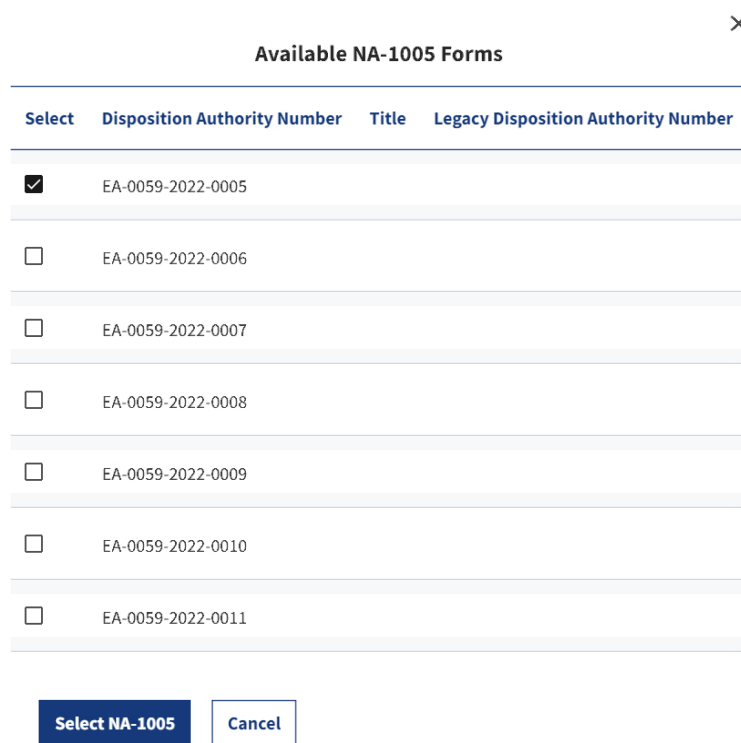 Available NA-1005 Forms
Select Disposition Authority Number Title Legacy Disposition Authority Number
EA-0059-2022-0005
EA-0059-2022-0006
EA-0059-2022-0007
EA-0059-2022-0008
EA-0059-2022-0009
EA-0059-2022-0010
EA-0059-2022-0011
Select NA-1005 Cancel